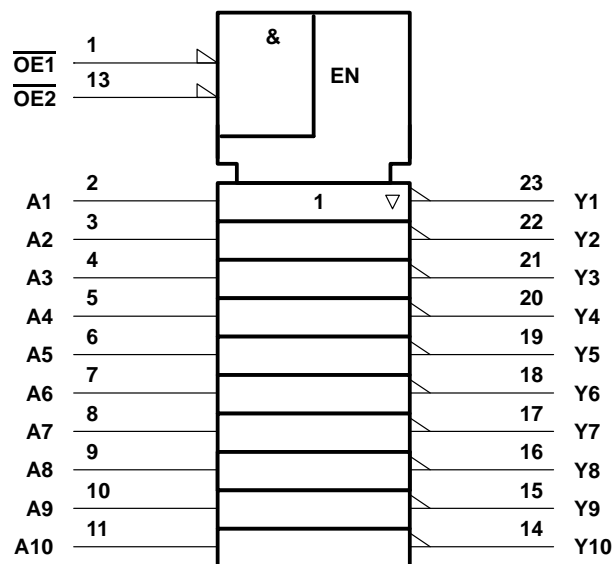 &
EN
OE1 1
OE2 13
A1 2 1 ▽ 23 Y1
A2 3 22 Y2
A3 4 21 Y3
A4 5 20 Y4
A5 6 19 Y5
A6 7 18 Y6
A7 8 17 Y7
A8 9 16 Y8
A9 10 15 Y9
A10 11 14 Y10